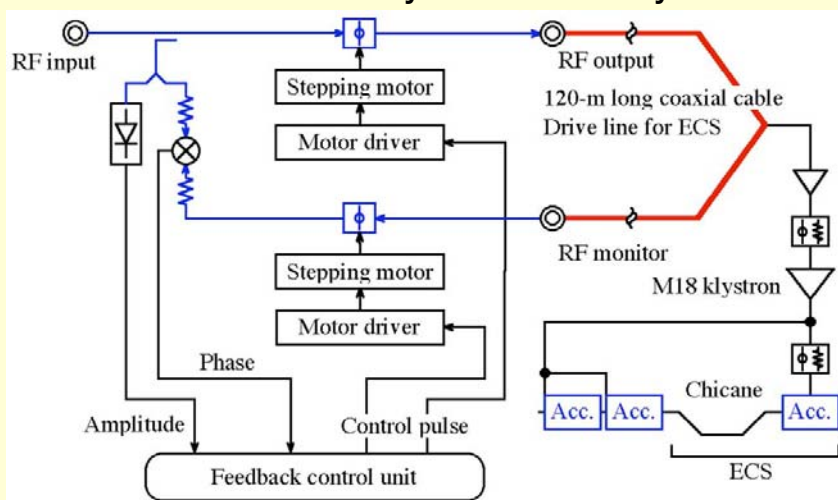 RF input
ϕ
RF output
Stepping motor
120-m long coaxial cable
Motor driver
Drive line for ECS
ϕ
RF monitor
Stepping motor
M18 klystron
Motor driver
Phase
Chicane
Acc.
Acc.
Acc.
Amplitude
Control pulse
Feedback control unit
ECS